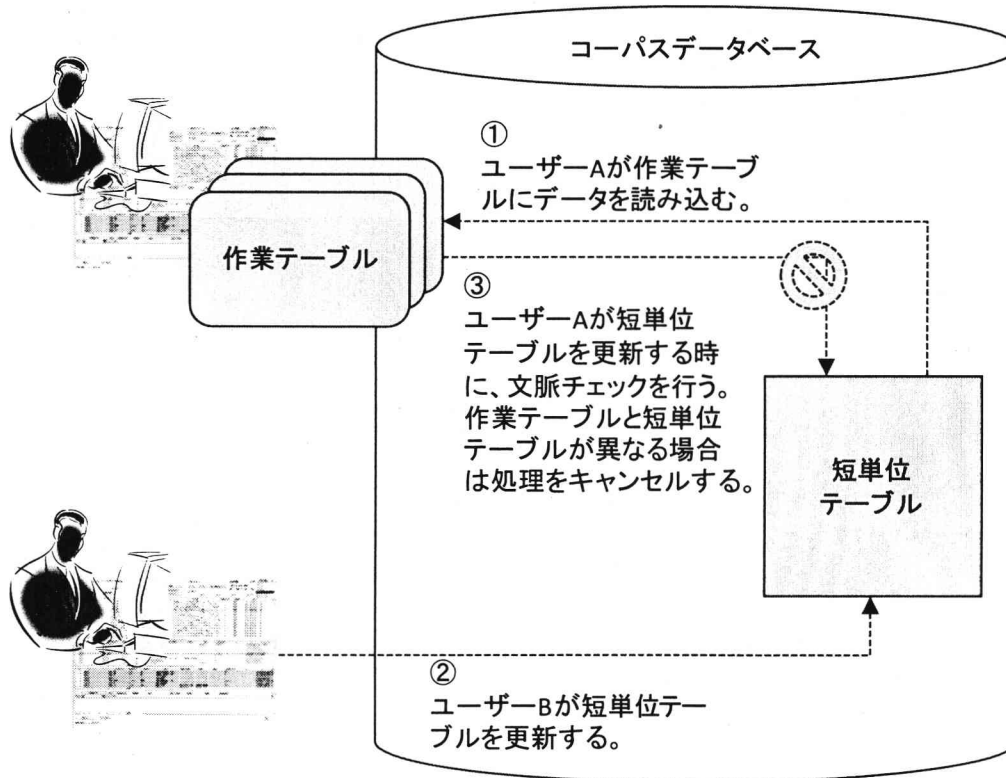 コーパスデータベース
①
ユーザーAが作業テーブ
ルにデータを読み込む。
作業テーブル
③
ユーザーAが短単位
テーブルを更新する時
に、文脈チェックを行う。
作業テーブルと短単位
テーブルが異なる場合
は処理をキャンセルする。
短単位
テーブル
②
ユーザーBが短単位テー
ブルを更新する。